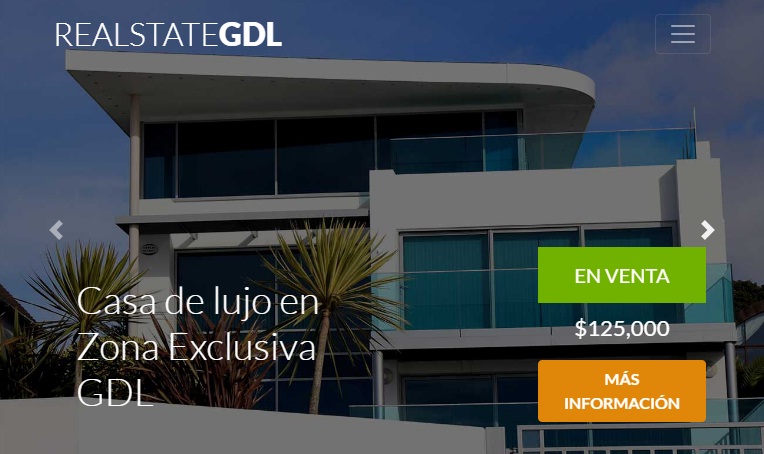 REALSTATEGDL
EN VENTA
Casa de lujo en
Zona Exclusiva
GDL
$125,000
MÁS
INFORMACIÓN